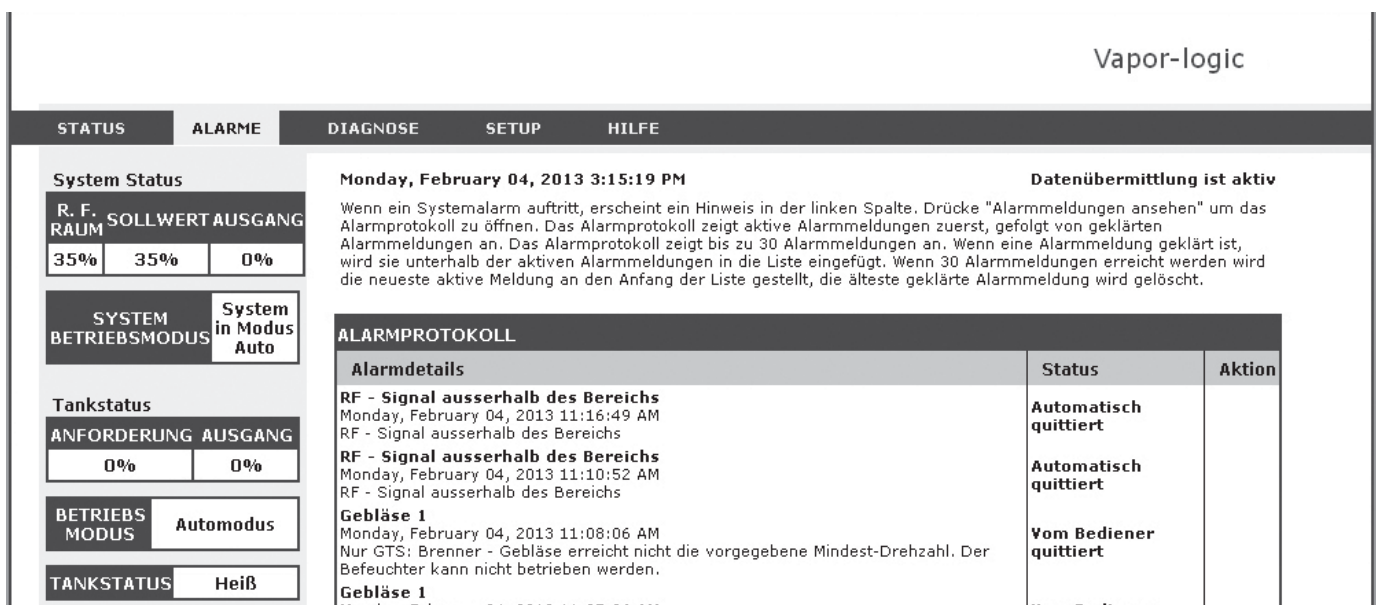 Vapor-logic
STATUS ALARME DIAGNOSE SETUP HILFE
System Status
R. F. RAUM SOLLWERT AUSGANG
35% 35% 0%
SYSTEM BETRIEBSMODUS
System in Modus Auto
Tankstatus
ANFORDERUNG AUSGANG
0% 0%
BETRIEBS MODUS Automodus
TANKSTATUS Heiß
Monday, February 04, 2013 3:15:19 PM
Datenübermittlung ist aktiv
Wenn ein Systemalarm auftritt, erscheint ein Hinweis in der linken Spalte. Drücke "Alarmmeldungen ansehen" um das
Alarmprotokoll zu öffnen. Das Alarmprotokoll zeigt aktive Alarmmeldungen zuerst, gefolgt von geklärten
Alarmmeldungen an. Das Alarmprotokoll zeigt bis zu 30 Alarmmeldungen an. Wenn eine Alarmmeldung geklärt ist,
wird sie unterhalb der aktiven Alarmmeldungen in die Liste eingefügt. Wenn 30 Alarmmeldungen erreicht werden wird
die neueste aktive Meldung an den Anfang der Liste gestellt, die älteste geklärte Alarmmeldung wird gelöscht.
ALARMPROTOKOLL
Alarmdetails Status Aktion
RF - Signal ausserhalb des Bereichs
Monday, February 04, 2013 11:16:49 AM
RF - Signal ausserhalb des Bereichs
Automatisch
quittiert
RF - Signal ausserhalb des Bereichs
Monday, February 04, 2013 11:10:52 AM
RF - Signal ausserhalb des Bereichs
Automatisch
quittiert
Gebläse 1
Monday, February 04, 2013 11:08:06 AM
Nur GTS: Brenner - Gebläse erreicht nicht die vorgegebene Mindest-Drehzahl. Der
Befeuchter kann nicht betrieben werden.
Vom Bediener
quittiert
Gebläse 1